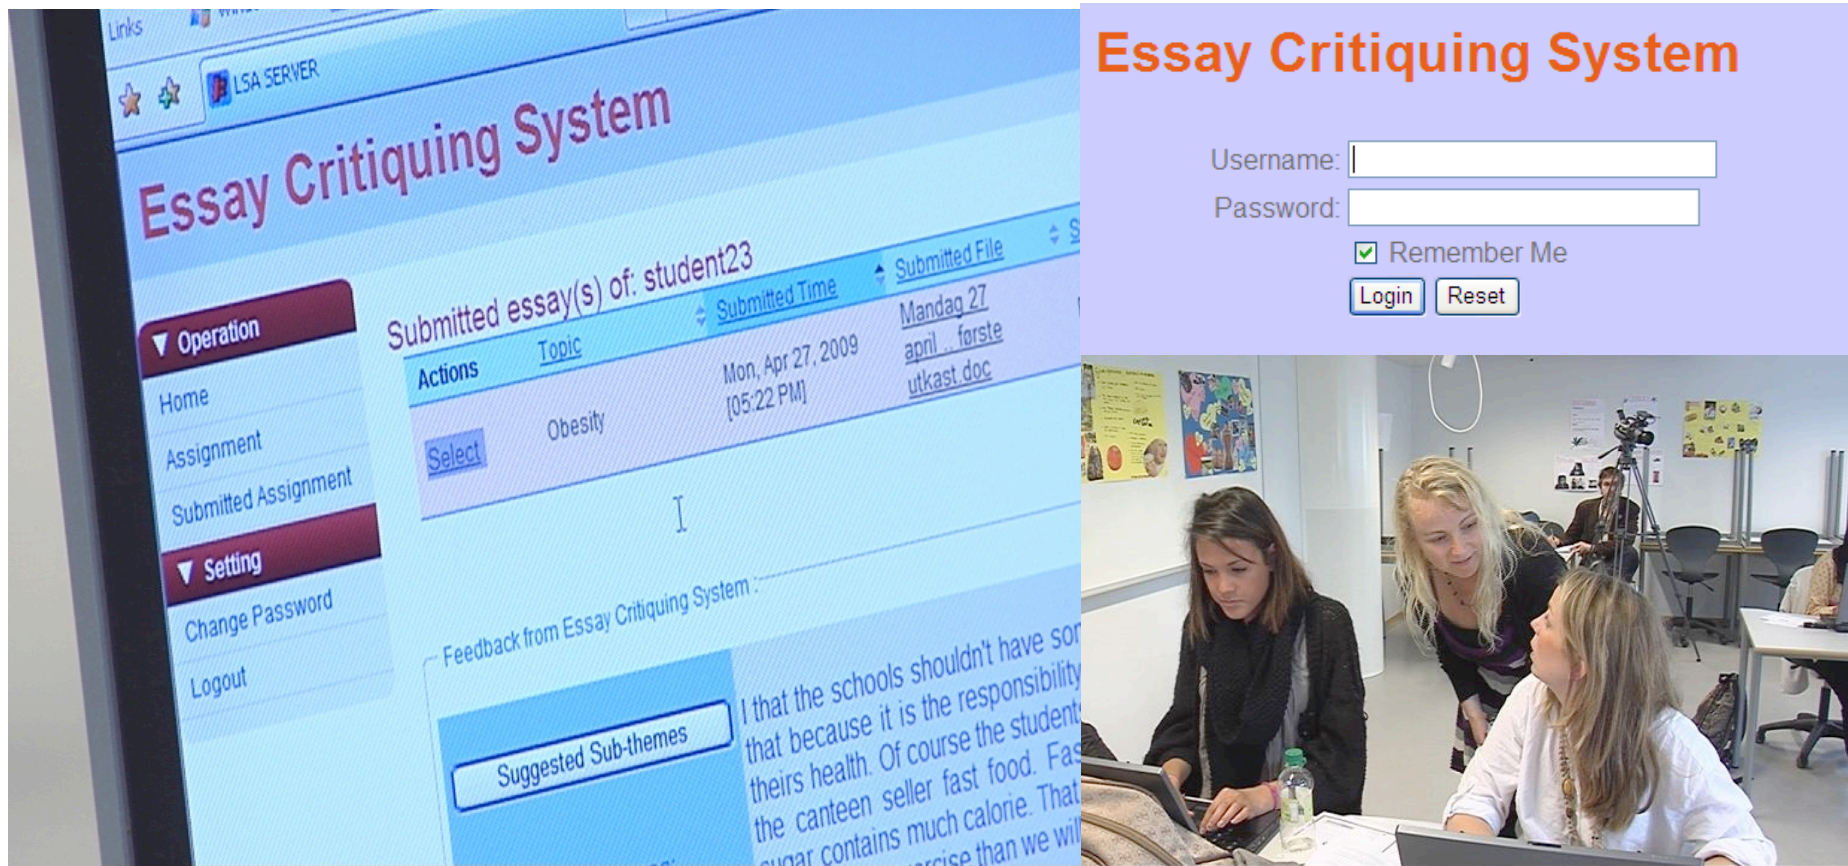 Links
LSA SERVER
Essay Critiquing System
Operation
Home
Assignment
Submitted Assignment
Setting
Change Password
Logout
Submitted essay(s) of: student23
Actions Topic Submitted Time Submitted File
Select Obesity Mon, Apr 27, 2009 [05:22 PM] Mandag 27 april .. første utkast.doc
Feedback from Essay Critiquing System :
Suggested Sub-themes
I that the schools shouldn't have
that because it is the responsibility
theirs health. Of course the
the canteen seller fast food.
sugar contains much calorie. That
than we
Essay Critiquing System
Username:
Password:
Remember Me
Login Reset